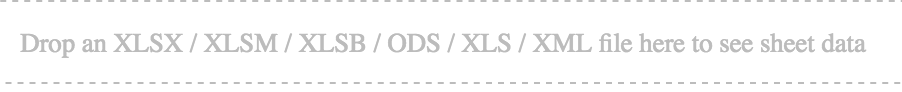 Drop an XLSX / XLSM / XLSB / ODS / XLS / XML file here to see sheet data